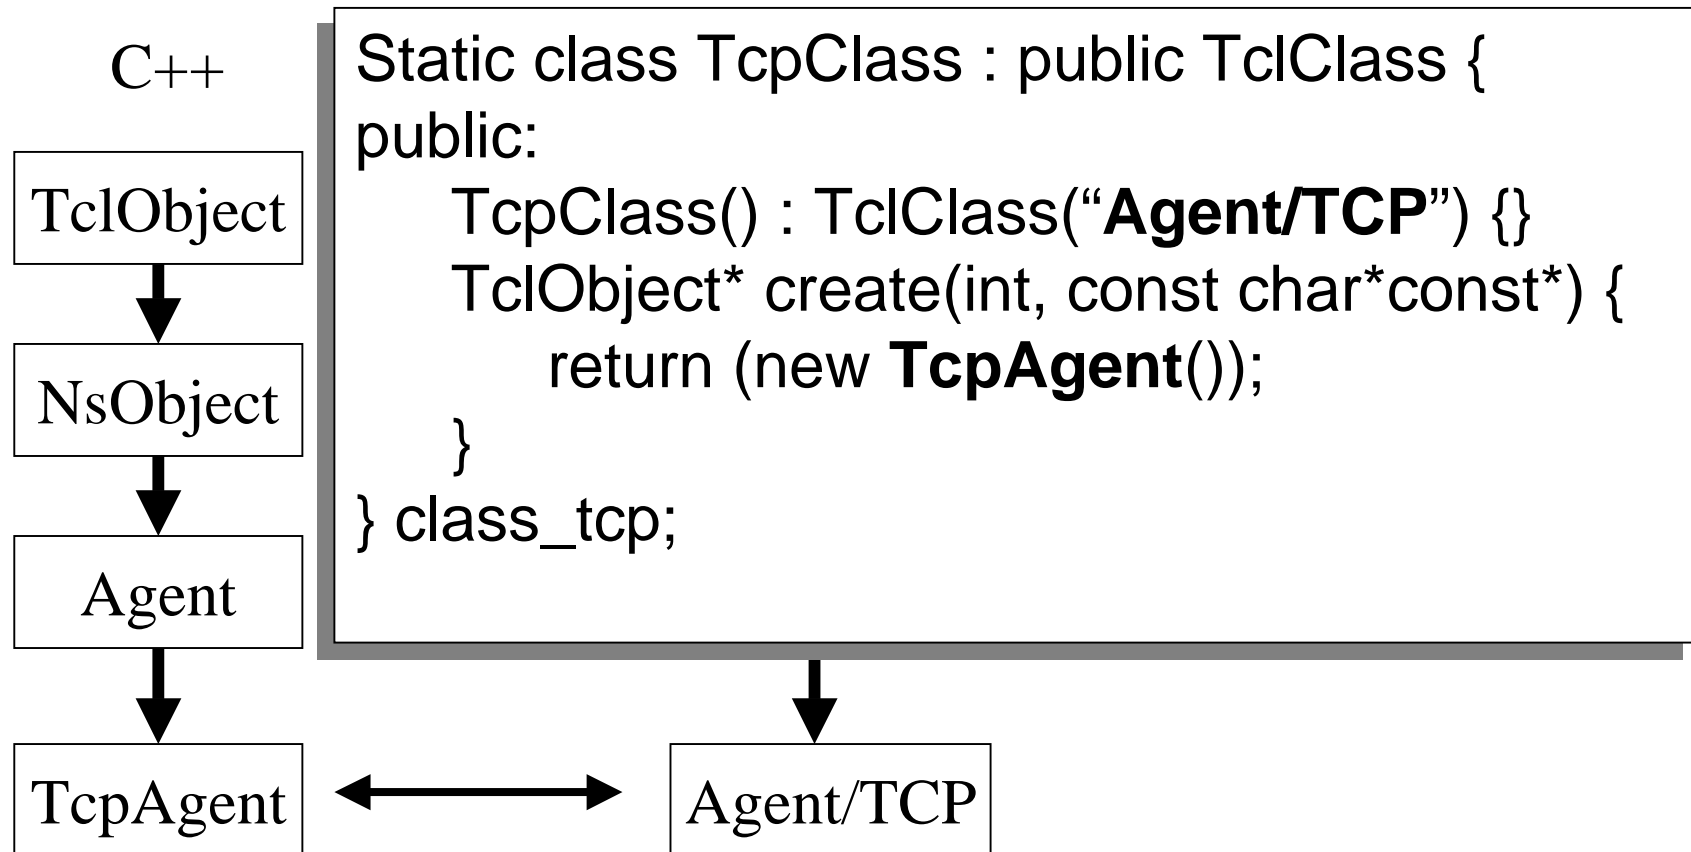 C++
TclObject
NsObject
Agent
TcpAgent
Static class TcpClass : public TclClass {
public:
TcpClass() : TclClass(“Agent/TCP”) {}
TclObject* create(int, const char*const*) {
return (new TcpAgent());
}
} class_tcp;
Agent/TCP